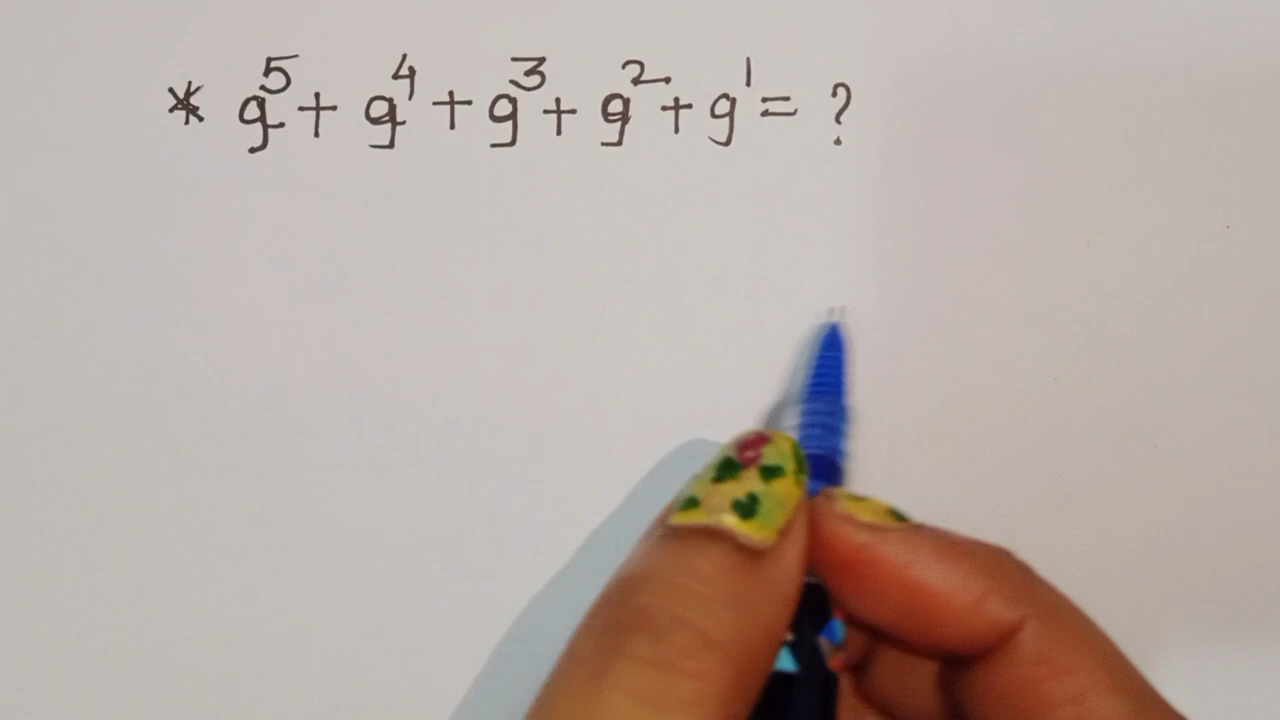 * 9⁵ + 9⁴ + 9³ + 9² + 9¹ = ?